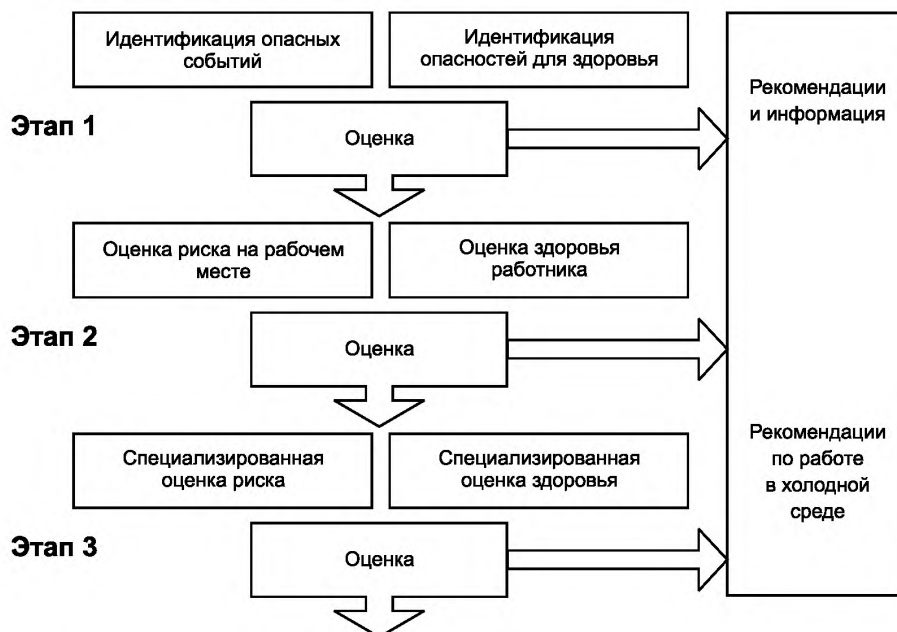 Идентификация опасных
событий
Идентификация
опасностей для здоровья
Рекомендации
и информация
Этап 1
Оценка
Оценка риска на рабочем
месте
Оценка здоровья
работника
Этап 2
Оценка
Специализированная
оценка риска
Специализированная
оценка здоровья
Рекомендации
по работе
в холодной
среде
Этап 3
Оценка